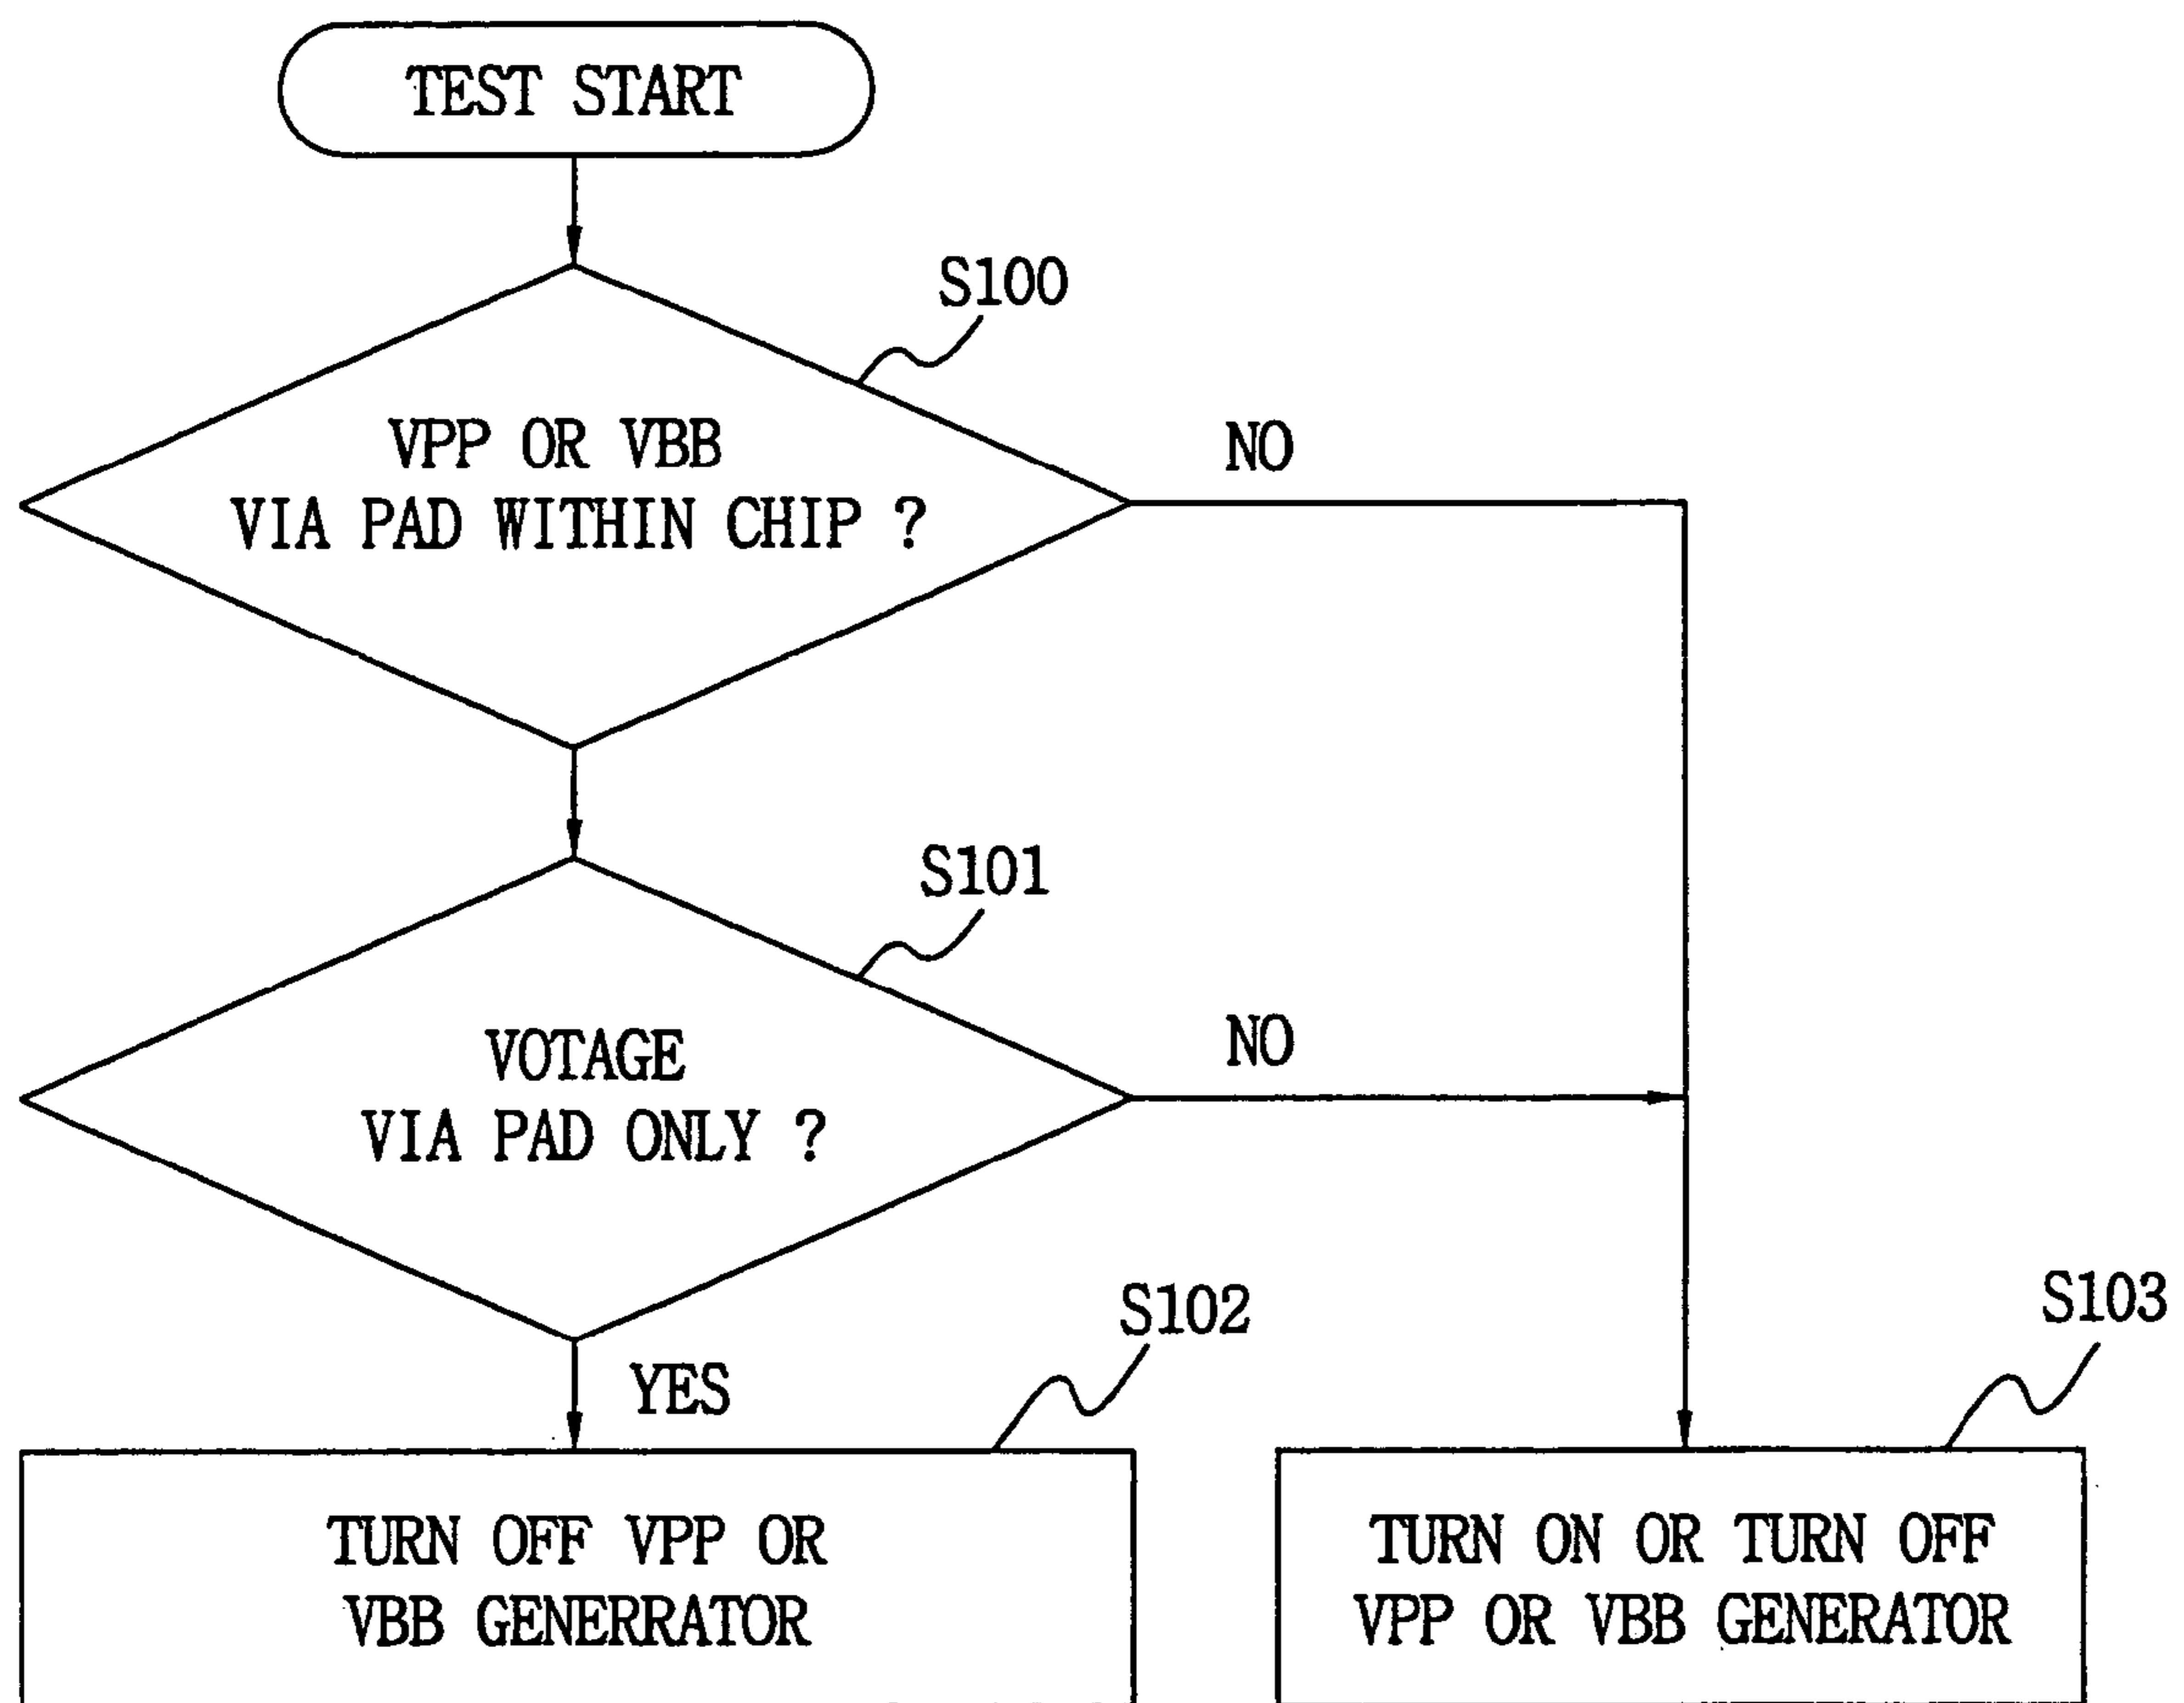 TEST START
S100
VPP OR VBB
VIA PAD WITHIN CHIP ?
NO
S101
VOTAGE
VIA PAD ONLY ?
NO
YES
S102
S103
TURN OFF VPP OR
VBB GENERRATOR
TURN ON OR TURN OFF
VPP OR VBB GENERATOR